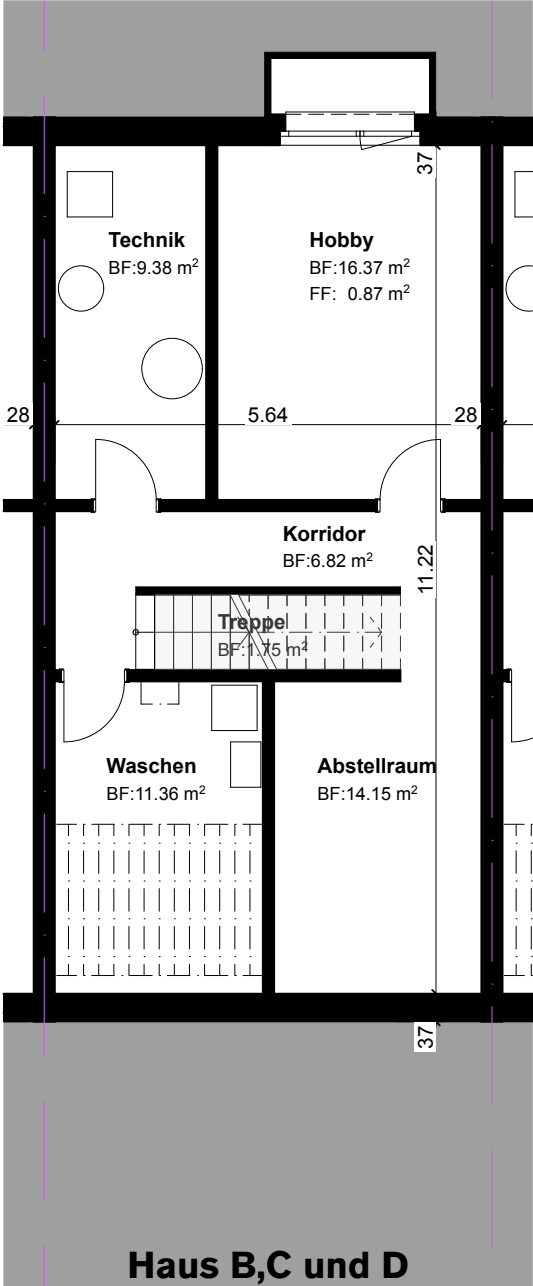 37
Technik
BF:9.38 m²
Hobby
BF:16.37 m²
FF: 0.87 m²
28
5.64
28
Korridor
BF:6.82 m²
11.22
Treppe
BF:1.75 m²
Waschen
BF:11.36 m²
Abstellraum
BF:14.15 m²
37
Haus B,C und D